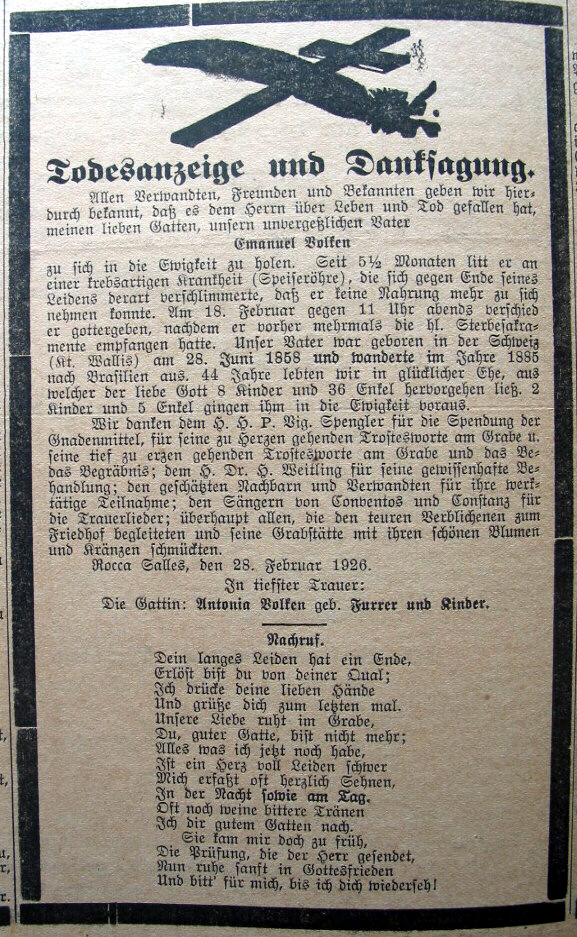 Todesanzeige und Danksagung.
Allen Verwandten, Freunden und Bekannten geben wir hier-
durch bekannt, daß es dem Herrn über Leben und Tod gefallen hat,
meinen lieben Gatten, unsern unvergeßlichen Vater
Emanuel Volken
zu sich in die Ewigkeit zu holen. Seit 5½ Monaten litt er an
einer krebsartigen Krankheit (Speiseröhre), die sich gegen Ende seines
Leidens derart verschlimmerte, daß er keine Nahrung mehr zu sich
nehmen konnte. Am 18. Februar gegen 11 Uhr abends verschied
er gottergeben, nachdem er vorher mehrmals die hl. Sterbesakra-
mente empfangen hatte. Unser Vater war geboren in der Schweiz
(Kt. Wallis) am 28. Juni 1858 und wanderte im Jahre 1885
nach Brasilien aus. 44 Jahre lebten wir in glücklicher Ehe, aus
welcher der liebe Gott 8 Kinder und 36 Enkel hervorgehen ließ. 2
Kinder und 5 Enkel gingen ihm in die Ewigkeit voraus.
Wir danken dem H. H. P. Vig. Spengler für die Spendung der
Gnadenmittel, für seine zu Herzen gehenden Trostesworte am Grabe u.
seine tief zu erzen gehenden Trostesworte am Grabe und das Be-
das Begräbnis; dem H. Dr. H. Weitling für seine gewissenhafte Be-
handlung; den geschätzten Nachbarn und Verwandten für ihre werk-
tätige Teilnahme; den Sängern von Conventos und Constanz für
die Trauerlieder; überhaupt allen, die den teuren Verblichenen zum
Friedhof begleiteten und seine Grabstätte mit ihren schönen Blumen
und Kränzen schmückten.
Rocca Salles, den 28. Februar 1926.
In tiefster Trauer:
Die Gattin: Antonia Volken geb. Furrer und Kinder.
Nachruf.
Dein langes Leiden hat ein Ende,
Erlöst bist du von deiner Qual;
Ich drücke deine lieben Hände
Und grüße dich zum letzten mal.
Unsere Liebe ruht im Grabe,
Du, guter Gatte, bist nicht mehr;
Alles was ich jetzt noch habe,
Ist ein Herz voll Leiden schwer
Mich erfaßt oft herzlich Sehnen,
In der Nacht sowie am Tag.
Oft noch weine bittere Tränen
Ich dir gutem Gatten nach.
Sie kam mir doch zu früh,
Die Prüfung, die der Herr gesendet,
Nun ruhe sanft in Gottesfrieden
Und bitt' für mich, bis ich dich wiederseh!